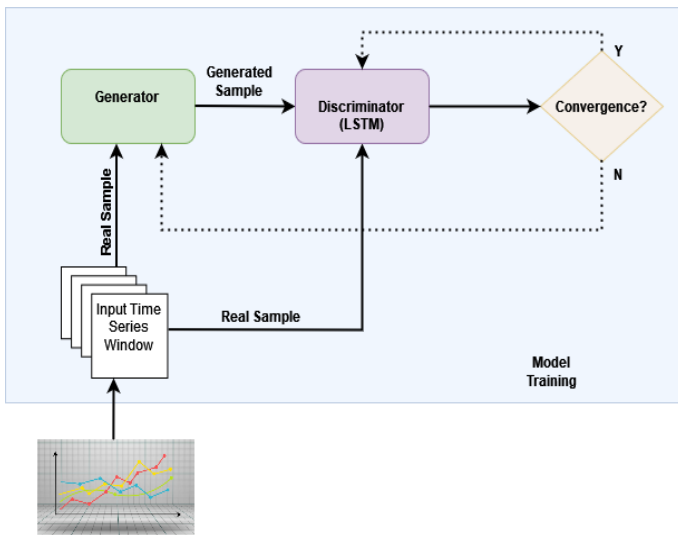 Generator
Generated
Sample
Discriminator
(LSTM)
Convergence?
Y
N
Real Sample
Input Time
Series
Window
Real Sample
Model
Training